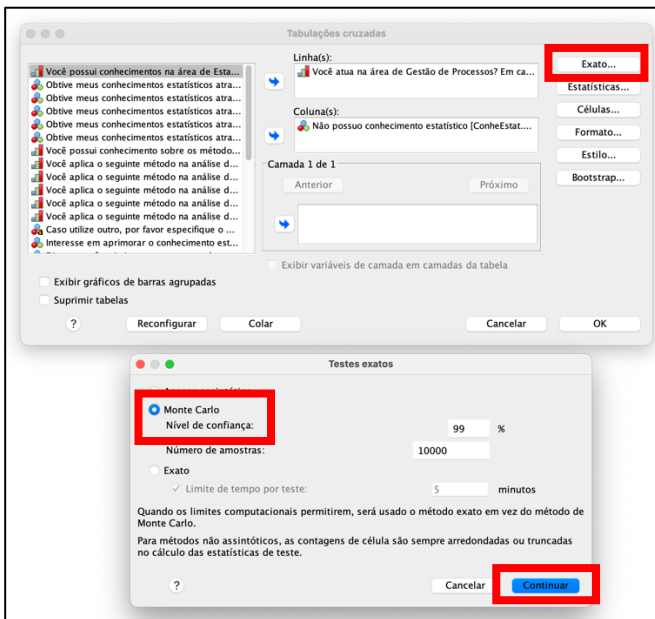 Tabulações cruzadas
Você possui conhecimentos na área de Esta...
Obtive meus conhecimentos estatísticos atra...
Obtive meus conhecimentos estatísticos atra...
Obtive meus conhecimentos estatísticos atra...
Obtive meus conhecimentos estatísticos atra...
Você possui conhecimento sobre os método...
Você aplica o seguinte método na análise d...
Você aplica o seguinte método na análise d...
Você aplica o seguinte método na análise d...
Você aplica o seguinte método na análise d...
Você aplica o seguinte método na análise d...
Caso utilize outro, por favor especifique o ...
Interesse em aprimorar o conhecimento est...
Linha(s):
Você atua na área de Gestão de Processos? Em ca...
Coluna(s):
Não possuo conhecimento estatístico [ConheEstat....
Camada 1 de 1
Anterior
Próximo
Exibir variáveis de camada em camadas da tabela
Exato...
Estatísticas...
Células...
Formato...
Estilo...
Bootstrap...
Exibir gráficos de barras agrupadas
Suprimir tabelas
?
Reconfigurar
Colar
Cancelar
OK
Testes exatos
Monte Carlo
Nível de confiança: 99 %
Número de amostras: 10000
Exato
Limite de tempo por teste: 5 minutos
Quando os limites computacionais permitirem, será usado o método exato em vez do método de
Monte Carlo.
Para métodos não assintóticos, as contagens de célula são sempre arredondadas ou truncadas
no cálculo das estatísticas de teste.
?
Cancelar
Continuar